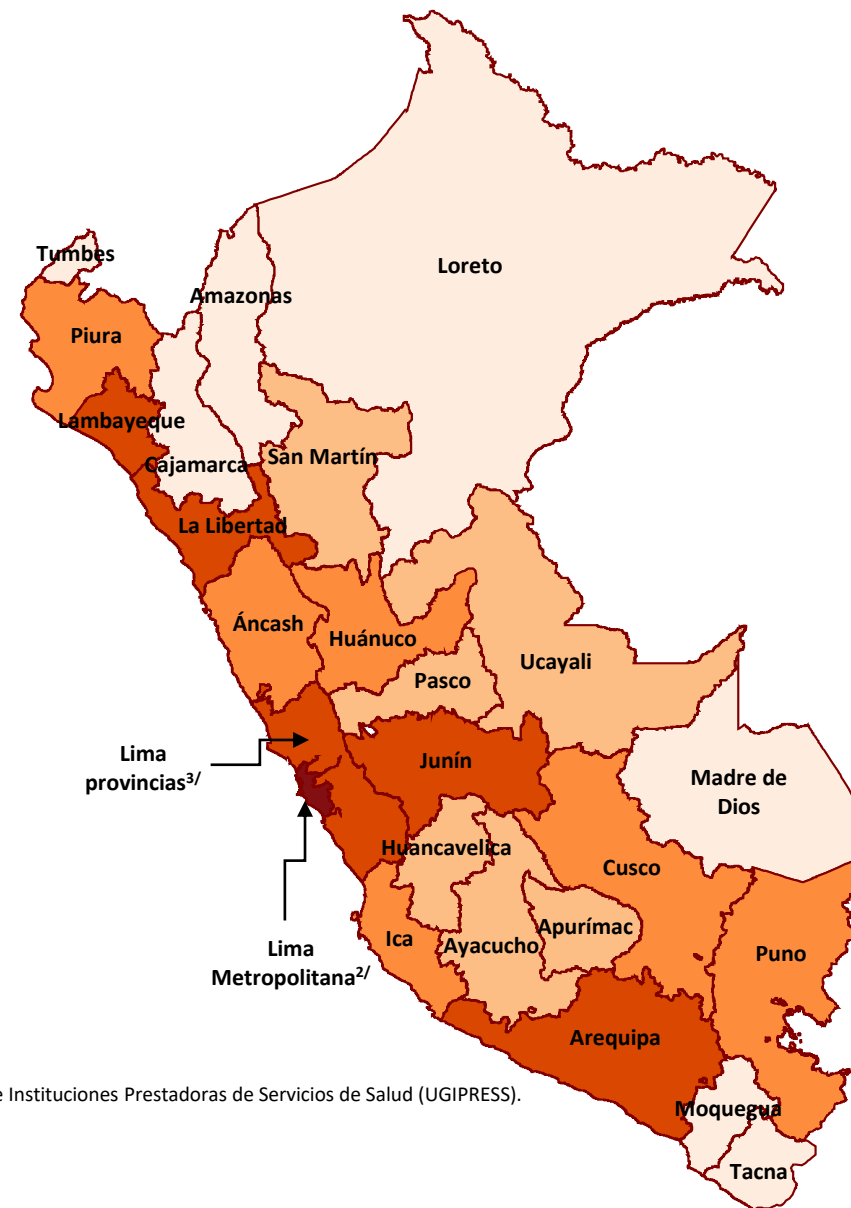 Tumbes
Loreto
Amazonas
Piura
Lambayeque
San Martín
Cajamarca
La Libertad
Áncash
Huánuco
Ucayali
Pasco
Lima
provincias3/
Junín
Madre de
Dios
Huancavelica
Cusco
Apurímac
Ica
Ayacucho
Puno
Lima
Metropolitana2/
Arequipa
e Instituciones Prestadoras de Servicios de Salud (UGIPRESS).
Moquegua
Tacna